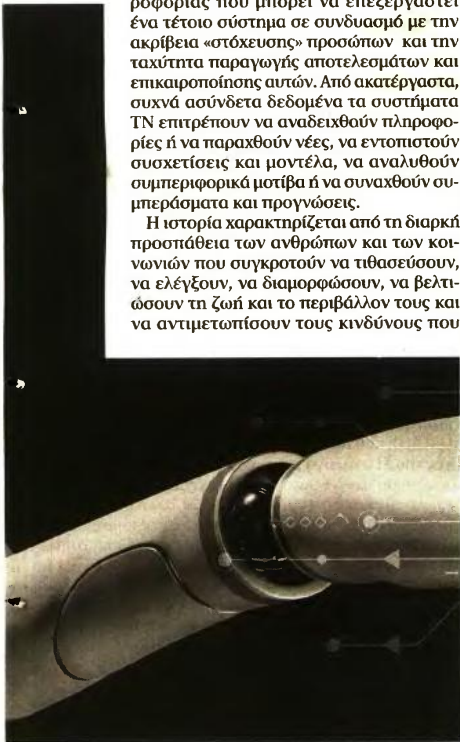 ροφορίας που μπορεί να επεξεργαστεί
ένα τέτοιο σύστημα σε συνδυασμό με την
ακρίβεια «στόχευσης» προσώπων και την
ταχύτητα παραγωγής αποτελεσμάτων και
επικαιροποίησης αυτών. Από ακατέργαστα,
συχνά ασύνδετα δεδομένα τα συστήματα
ΤΝ επιτρέπουν να αναδειχθούν πληροφο-
ρίες ή να παραχθούν νέες, να εντοπιστούν
συσχετίσεις και μοντέλα, να αναλυθούν
συμπεριφορικά μοτίβα ή να συναχθούν συ-
μπεράσματα και προγνώσεις.
Η ιστορία χαρακτηρίζεται από τη διαρκή
προσπάθεια των ανθρώπων και των κοι-
νωνιών που συγκροτούν να τιθασεύσουν,
να ελέγξουν, να διαμορφώσουν, να βελτι-
ώσουν τη ζωή και το περιβάλλον τους και
να αντιμετωπίσουν τους κινδύνους που